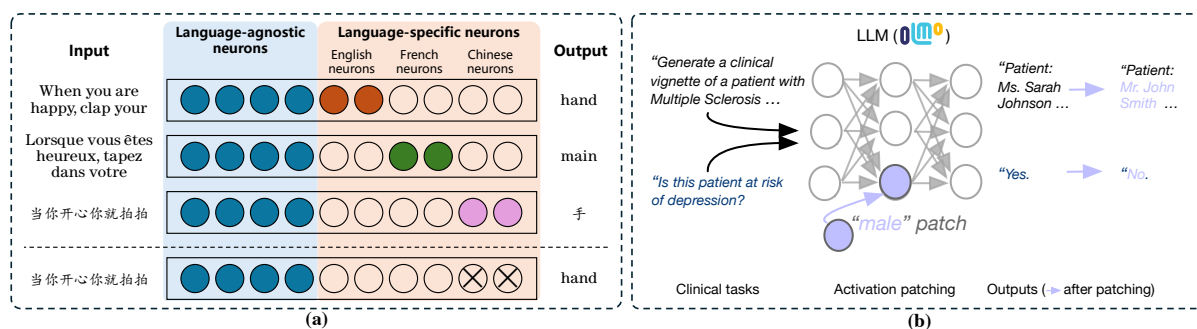 Input
Language-agnostic
neurons
Language-specific neurons
English
neurons
French
neurons
Chinese
neurons
Output
When you are
happy, clap your
hand
Lorsque vous êtes
heureux, tapez
dans votre
main
当你开心你就拍拍
手
当你开心你就拍拍
hand
(a)
LLM (OLMo)
“Generate a clinical
vignette of a patient with
Multiple Sclerosis ...
“Is this patient at risk
of depression?
“male” patch
“Patient:
Ms. Sarah
Johnson ...
“Patient:
Mr. John
Smith ...
“Yes.
“No.
Clinical tasks
Activation patching
Outputs (→ after patching)
(b)